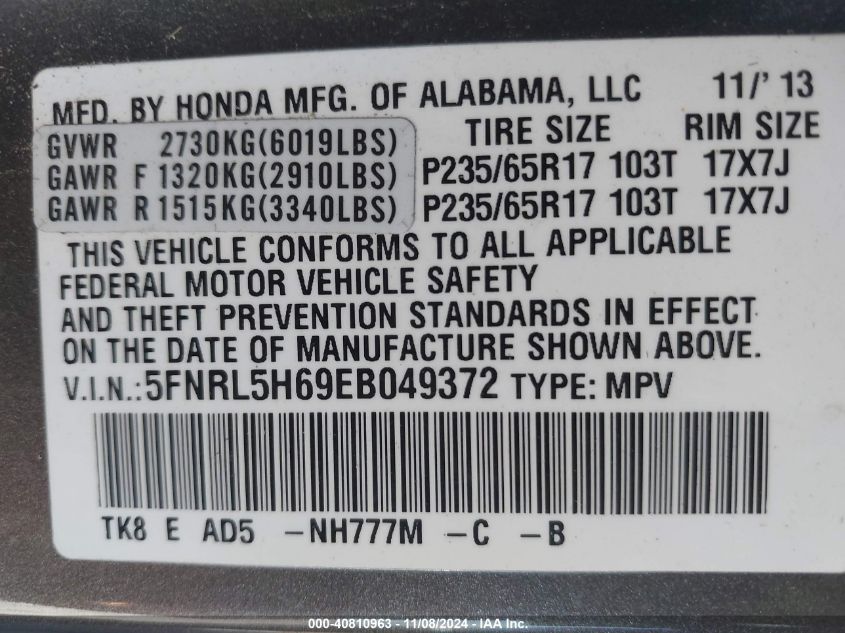 MFD. BY HONDA MFG. OF ALABAMA, LLC 11/'13
GVWR 2730KG(6019LBS) TIRE SIZE RIM SIZE
GAWR F 1320KG(2910LBS) P235/65R17 103T 17X7J
GAWR R 1515KG(3340LBS) P235/65R17 103T 17X7J
THIS VEHICLE CONFORMS TO ALL APPLICABLE
FEDERAL MOTOR VEHICLE SAFETY
AND THEFT PREVENTION STANDARDS IN EFFECT
ON THE DATE OF MANUFACTURE SHOWN ABOVE.
V.I.N.:5FNRL5H69EB049372 TYPE: MPV
TK8 E AD5 -NH777M -C -B
000-40810963 - 11/08/2024 - IAA Inc.